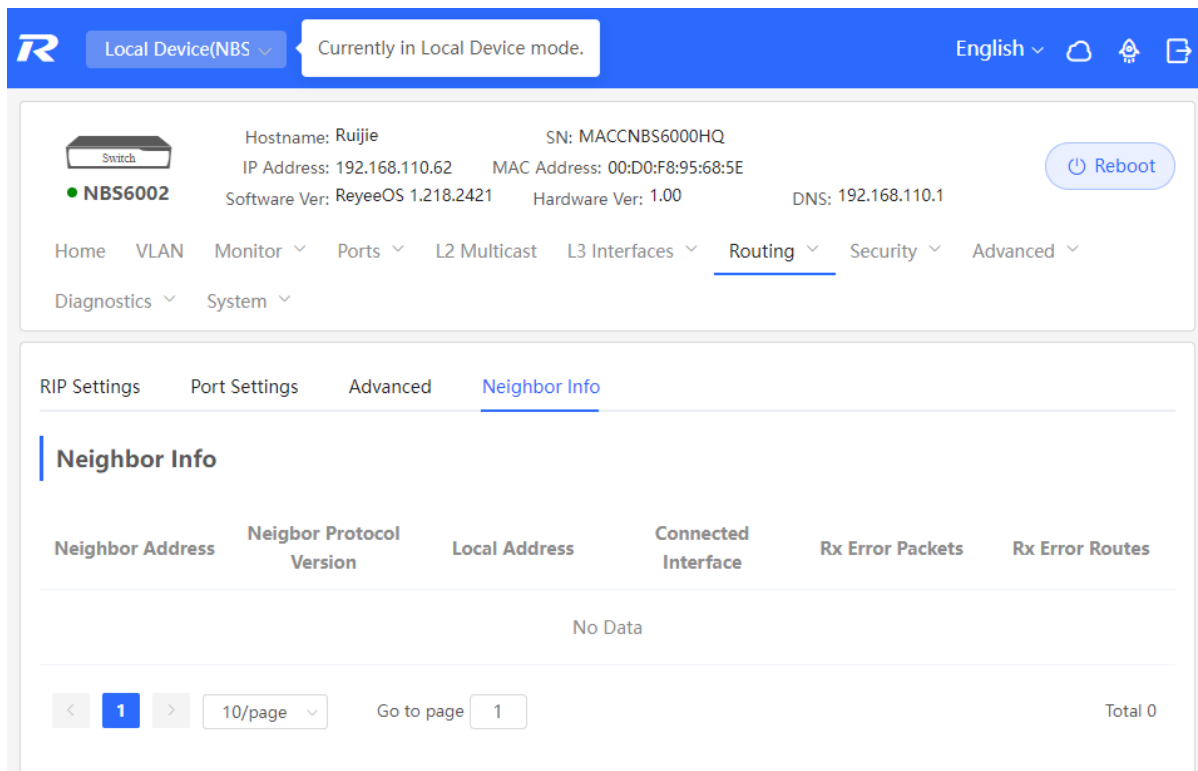 R Local Device(NBS Currently in Local Device mode. English
Hostname: Ruijie SN: MACCNBS6000HQ
Switch IP Address: 192.168.110.62 MAC Address: 00:D0:F8:95:68:5E Reboot
NBS6002 Software Ver: ReyeeOS 1.218.2421 Hardware Ver: 1.00 DNS: 192.168.110.1
Home VLAN Monitor Ports L2 Multicast L3 Interfaces Routing Security Advanced
Diagnostics System
RIP Settings Port Settings Advanced Neighbor Info
Neighbor Info
Neighbor Address Neigbor Protocol Version Local Address Connected Interface Rx Error Packets Rx Error Routes
No Data
< 1 > 10/page Go to page 1 Total 0